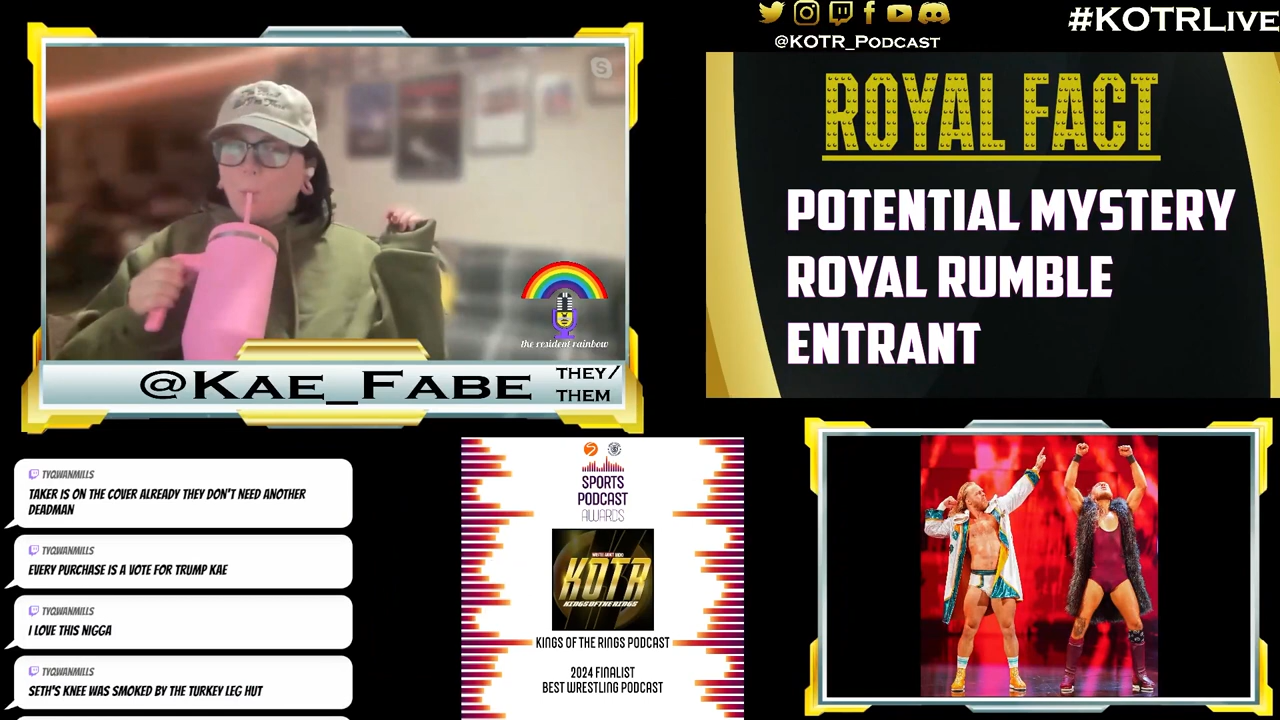 @KOTR_PODCAST
#KOTRLIVE
ROYAL FACT
POTENTIAL MYSTERY
ROYAL RUMBLE
ENTRANT
the resident rainbow
@KAE_FABE
THEY/
THEM
TYQWANMILLS
TAKER IS ON THE COVER ALREADY THEY DON'T NEED ANOTHER
DEADMAN
TYQWANMILLS
EVERY PURCHASE IS A VOTE FOR TRUMP KAE
TYQWANMILLS
I LOVE THIS NIGGA
TYQWANMILLS
SETH'S KNEE WAS SMOKED BY THE TURKEY LEG HUT
SPORTS
PODCAST
AWARDS
KOTR
KINGS OF THE RINGS
KINGS OF THE RINGS PODCAST
2024 FINALIST
BEST WRESTLING PODCAST